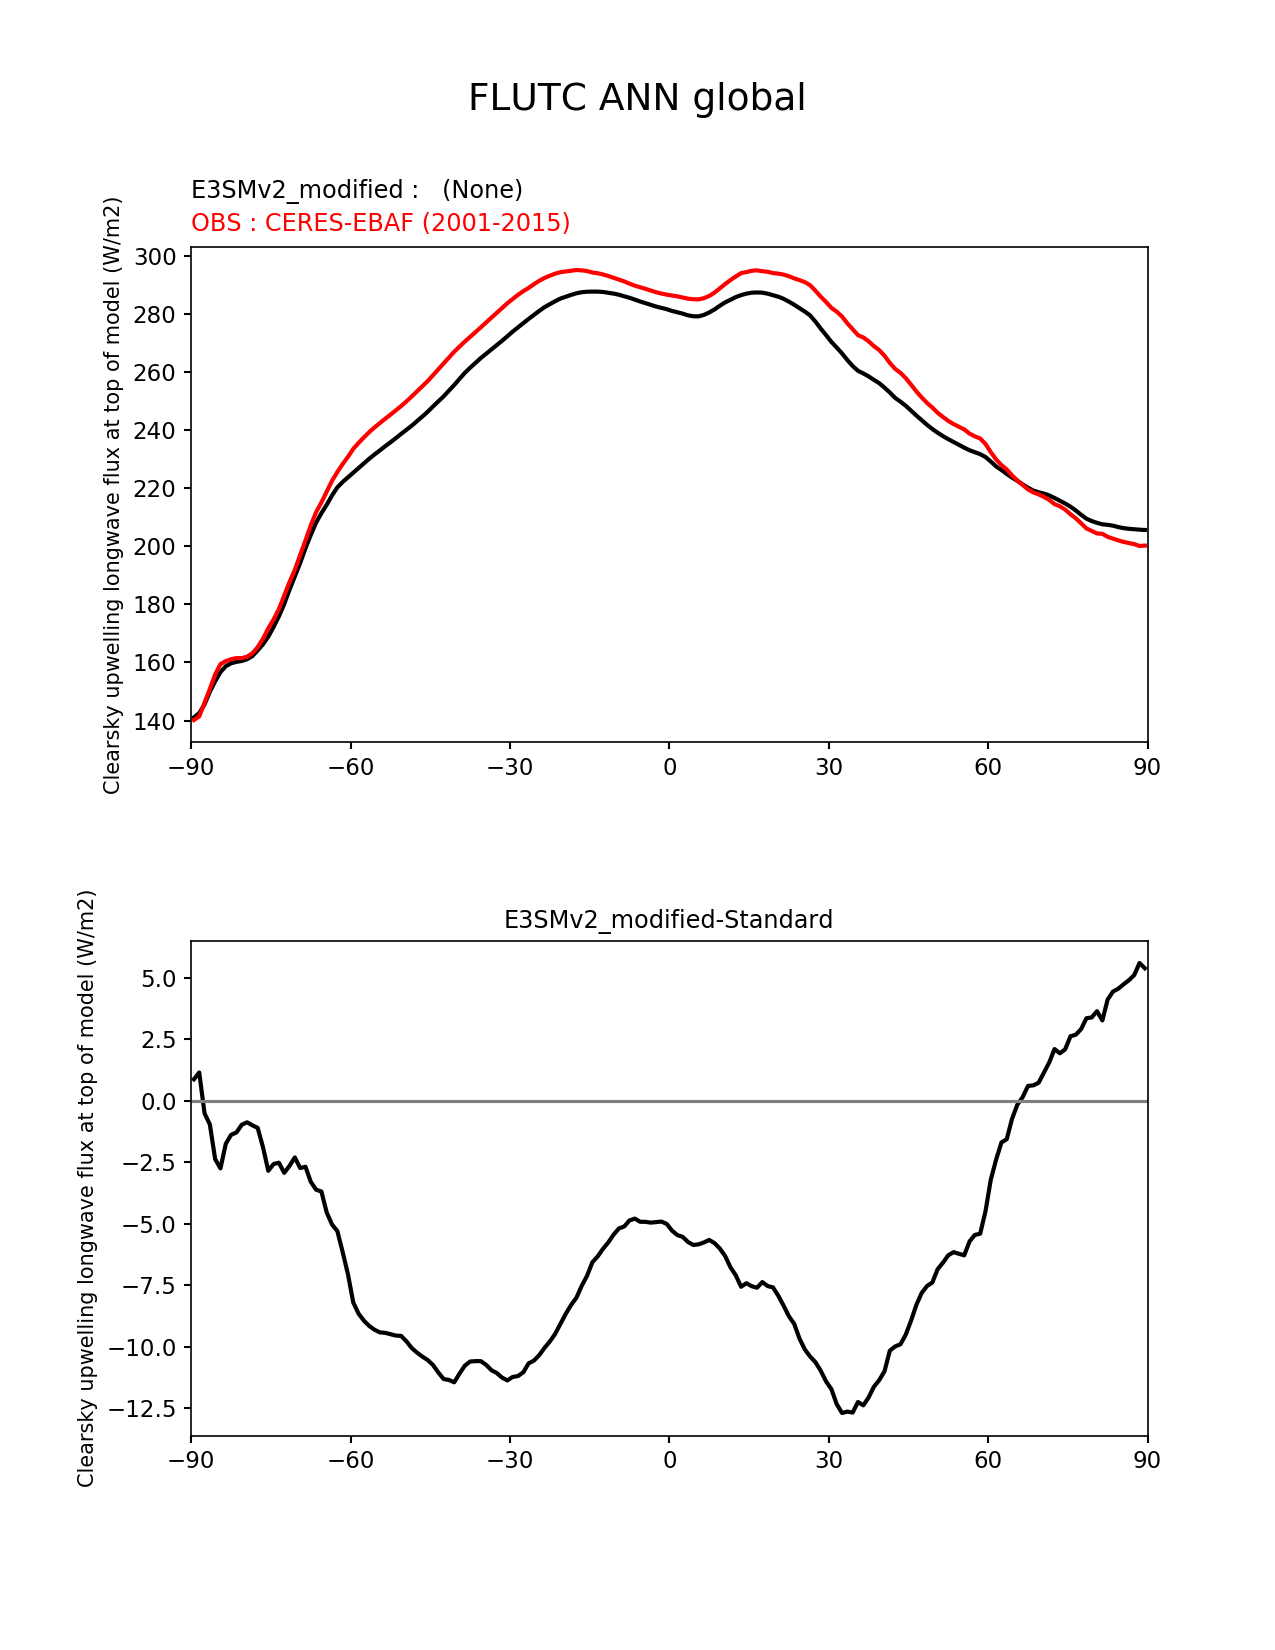 FLUTC ANN global
E3SMv2_modified :   (None)
OBS : CERES-EBAF (2001-2015)
Clearsky upwelling longwave flux at top of model (W/m2)
300
280
260
240
220
200
180
160
140
−90 −60 −30 0 30 60 90
E3SMv2_modified-Standard
Clearsky upwelling longwave flux at top of model (W/m2)
5.0
2.5
0.0
−2.5
−5.0
−7.5
−10.0
−12.5
−90 −60 −30 0 30 60 90